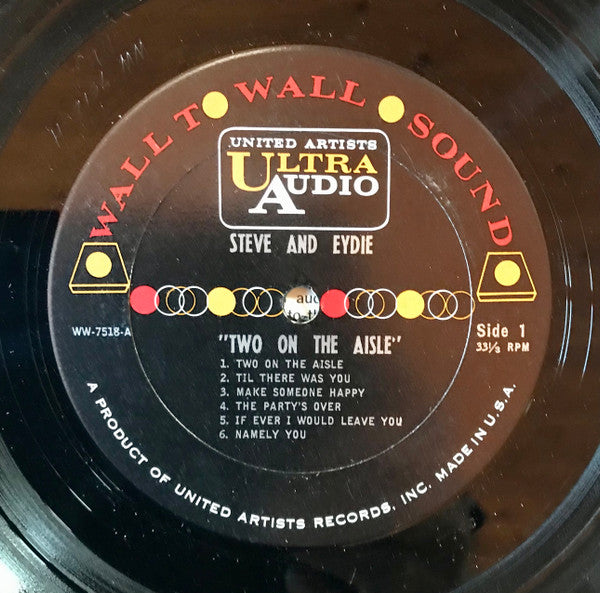 WALL TO WALL SOUND
UNITED ARTISTS
ULTRA
AUDIO
STEVE AND EYDIE
WW-7518-A
Side 1
33⅓ RPM
"TWO ON THE AISLE"
1. TWO ON THE AISLE
2. TIL THERE WAS YOU
3. MAKE SOMEONE HAPPY
4. THE PARTY'S OVER
5. IF EVER I WOULD LEAVE YOU
6. NAMELY YOU
A PRODUCT OF UNITED ARTISTS RECORDS, INC. MADE IN U.S.A.